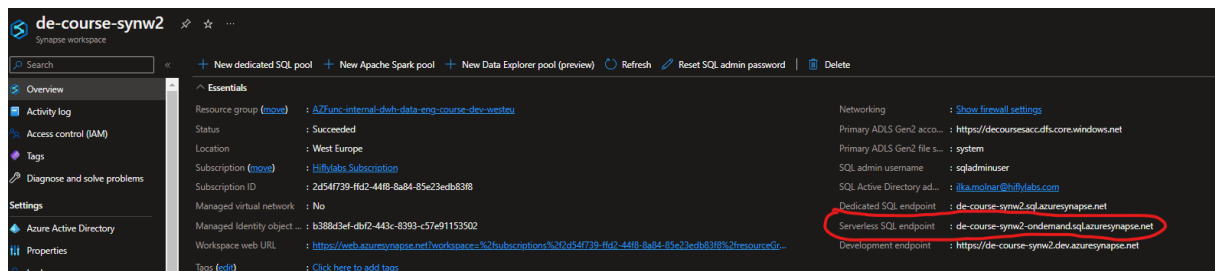 de-course-synw2
Synapse workspace
Search
Overview
Activity log
Access control (IAM)
Tags
Diagnose and solve problems
Settings
Azure Active Directory
Properties
New dedicated SQL pool New Apache Spark pool New Data Explorer pool (preview) Refresh Reset SQL admin password Delete
Essentials
Resource group (move) : AZFunc-internal-dwh-data-eng-course-dev-westeu
Status : Succeeded
Location : West Europe
Subscription (move) : Hiflylabs Subscription
Subscription ID : 2d54f739-ffd2-44f8-8a84-85e23edb83f8
Managed virtual network : No
Managed Identity object ... : b388d3ef-dbf2-443c-8393-c57e91153502
Workspace web URL : https://web.azuresynapse.net?workspace=%2fsubscriptions%2f2d54f739-ffd2-44f8-8a84-85e23edb83f8%2fresourceGr...
Tags (edit) : Click here to add tags
Networking : Show firewall settings
Primary ADLS Gen2 acco... : https://decoursesacc.dfs.core.windows.net
Primary ADLS Gen2 file s... : system
SQL admin username : sqladminuser
SQL Active Directory ad... : ilka.molnar@hiflylabs.com
Dedicated SQL endpoint : de-course-synw2.sql.azuresynapse.net
Serverless SQL endpoint : de-course-synw2-ondemand.sql.azuresynapse.net
Development endpoint : https://de-course-synw2.dev.azuresynapse.net